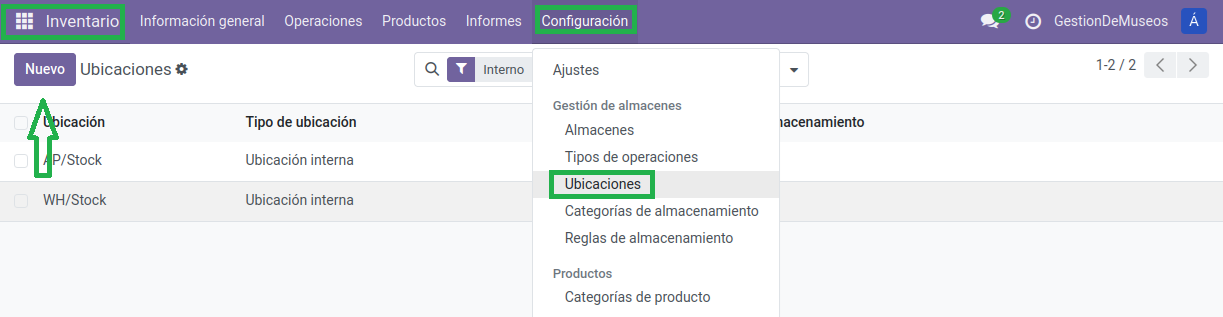 Inventario Información general Operaciones Productos Informes Configuración 2 GestionDeMuseos Á
Nuevo Ubicaciones Interno 1-2 / 2
Ajustes
Gestión de almacenes
Ubicación Tipo de ubicación macenamiento
Almacenes
AP/Stock Ubicación interna Tipos de operaciones
Ubicaciones
WH/Stock Ubicación interna
Categorías de almacenamiento
Reglas de almacenamiento
Productos
Categorías de producto